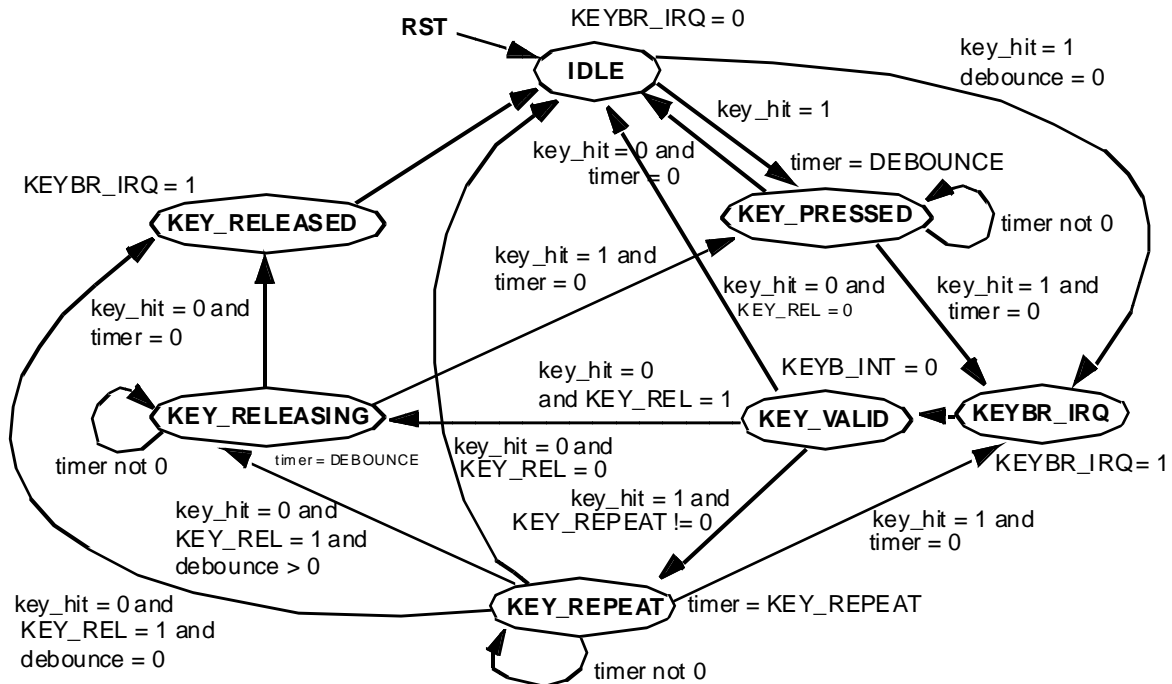 KEYBR_IRQ = 0
RST
IDLE
key_hit = 1
debounce = 0
key_hit = 1
key_hit = 0 and
timer = 0
timer = DEBOUNCE
KEYBR_IRQ = 1
KEY_RELEASED
KEY_PRESSED
timer not 0
key_hit = 1 and
timer = 0
key_hit = 0 and
KEY_REL = 0
key_hit = 1 and
timer = 0
key_hit = 0 and
timer = 0
key_hit = 0
and KEY_REL = 1
KEYB_INT = 0
KEY_RELEASING
KEY_VALID
KEYBR_IRQ
timer not 0
timer = DEBOUNCE
key_hit = 0 and
KEY_REL = 0
KEYBR_IRQ = 1
key_hit = 0 and
KEY_REL = 1 and
debounce > 0
key_hit = 1 and
KEY_REPEAT != 0
key_hit = 1 and
timer = 0
key_hit = 0 and
KEY_REL = 1 and
debounce = 0
KEY_REPEAT
timer = KEY_REPEAT
timer not 0